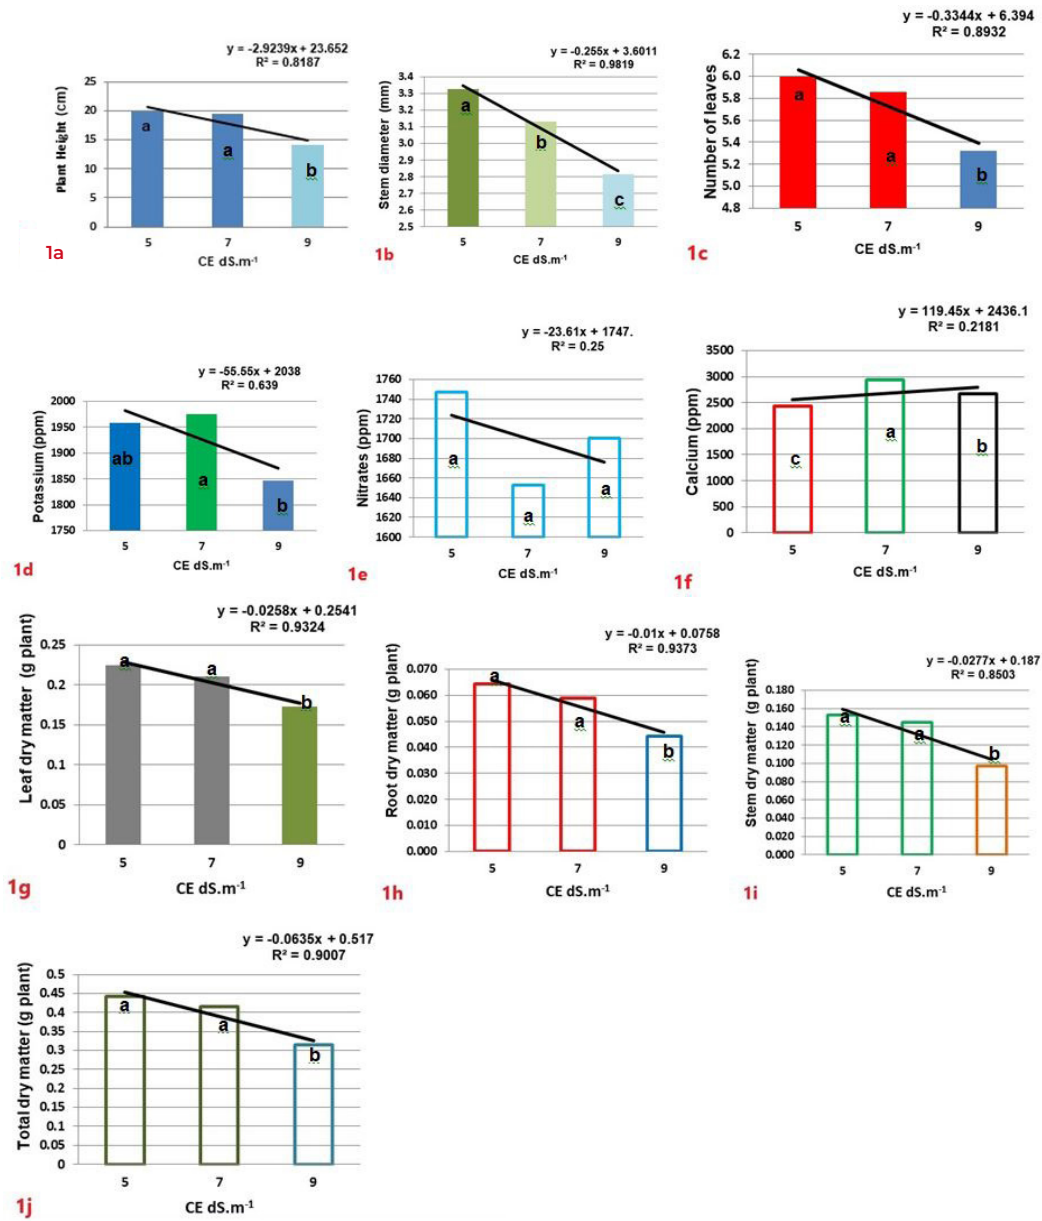 y = -2.9239x + 23.652
R² = 0.8187
Plant Height (cm)
25
20
15
10
5
0
a
a
b
5 7 9
CE dS.m-1
1a
y = -0.255x + 3.6011
R² = 0.9819
Stem diameter (mm)
3.4
3.3
3.2
3.1
3.0
2.9
2.8
2.7
2.6
2.5
a
b
c
5 7 9
CE dS.m-1
1b
y = -0.3344x + 6.394
R² = 0.8932
Number of leaves
6.2
6.0
5.8
5.6
5.4
5.2
5.0
4.8
a
a
b
5 7 9
CE dS.m-1
1c
y = -55.55x + 2038
R² = 0.639
Potassium (ppm)
2000
1950
1900
1850
1800
1750
ab
a
b
5 7 9
CE dS.m-1
1d
y = -23.61x + 1747.
R² = 0.25
Nitrates (ppm)
1760
1740
1720
1700
1680
1660
1640
1620
1600
a
a
a
5 7 9
CE dS.m-1
1e
y = 119.45x + 2436.1
R² = 0.2181
Calcium (ppm)
3500
3000
2500
2000
1500
1000
500
0
c
a
b
5 7 9
CE dS.m-1
1f
y = -0.0258x + 0.2541
R² = 0.9324
Leaf dry matter (g plant)
0.25
0.2
0.15
0.1
0.05
0
a
a
b
5 7 9
CE dS.m-1
1g
y = -0.01x + 0.0758
R² = 0.9373
Root dry matter (g plant)
0.070
0.060
0.050
0.040
0.030
0.020
0.010
0.000
a
a
b
5 7 9
CE dS.m-1
1h
y = -0.0277x + 0.187
R² = 0.8503
Stem dry matter (g plant)
0.180
0.160
0.140
0.120
0.100
0.080
0.060
0.040
0.020
0.000
a
a
b
5 7 9
CE dS.m-1
1i
y = -0.0635x + 0.517
R² = 0.9007
Total dry matter (g plant)
0.5
0.45
0.4
0.35
0.3
0.25
0.2
0.15
0.1
0.05
0
a
a
b
5 7 9
CE dS.m-1
1j